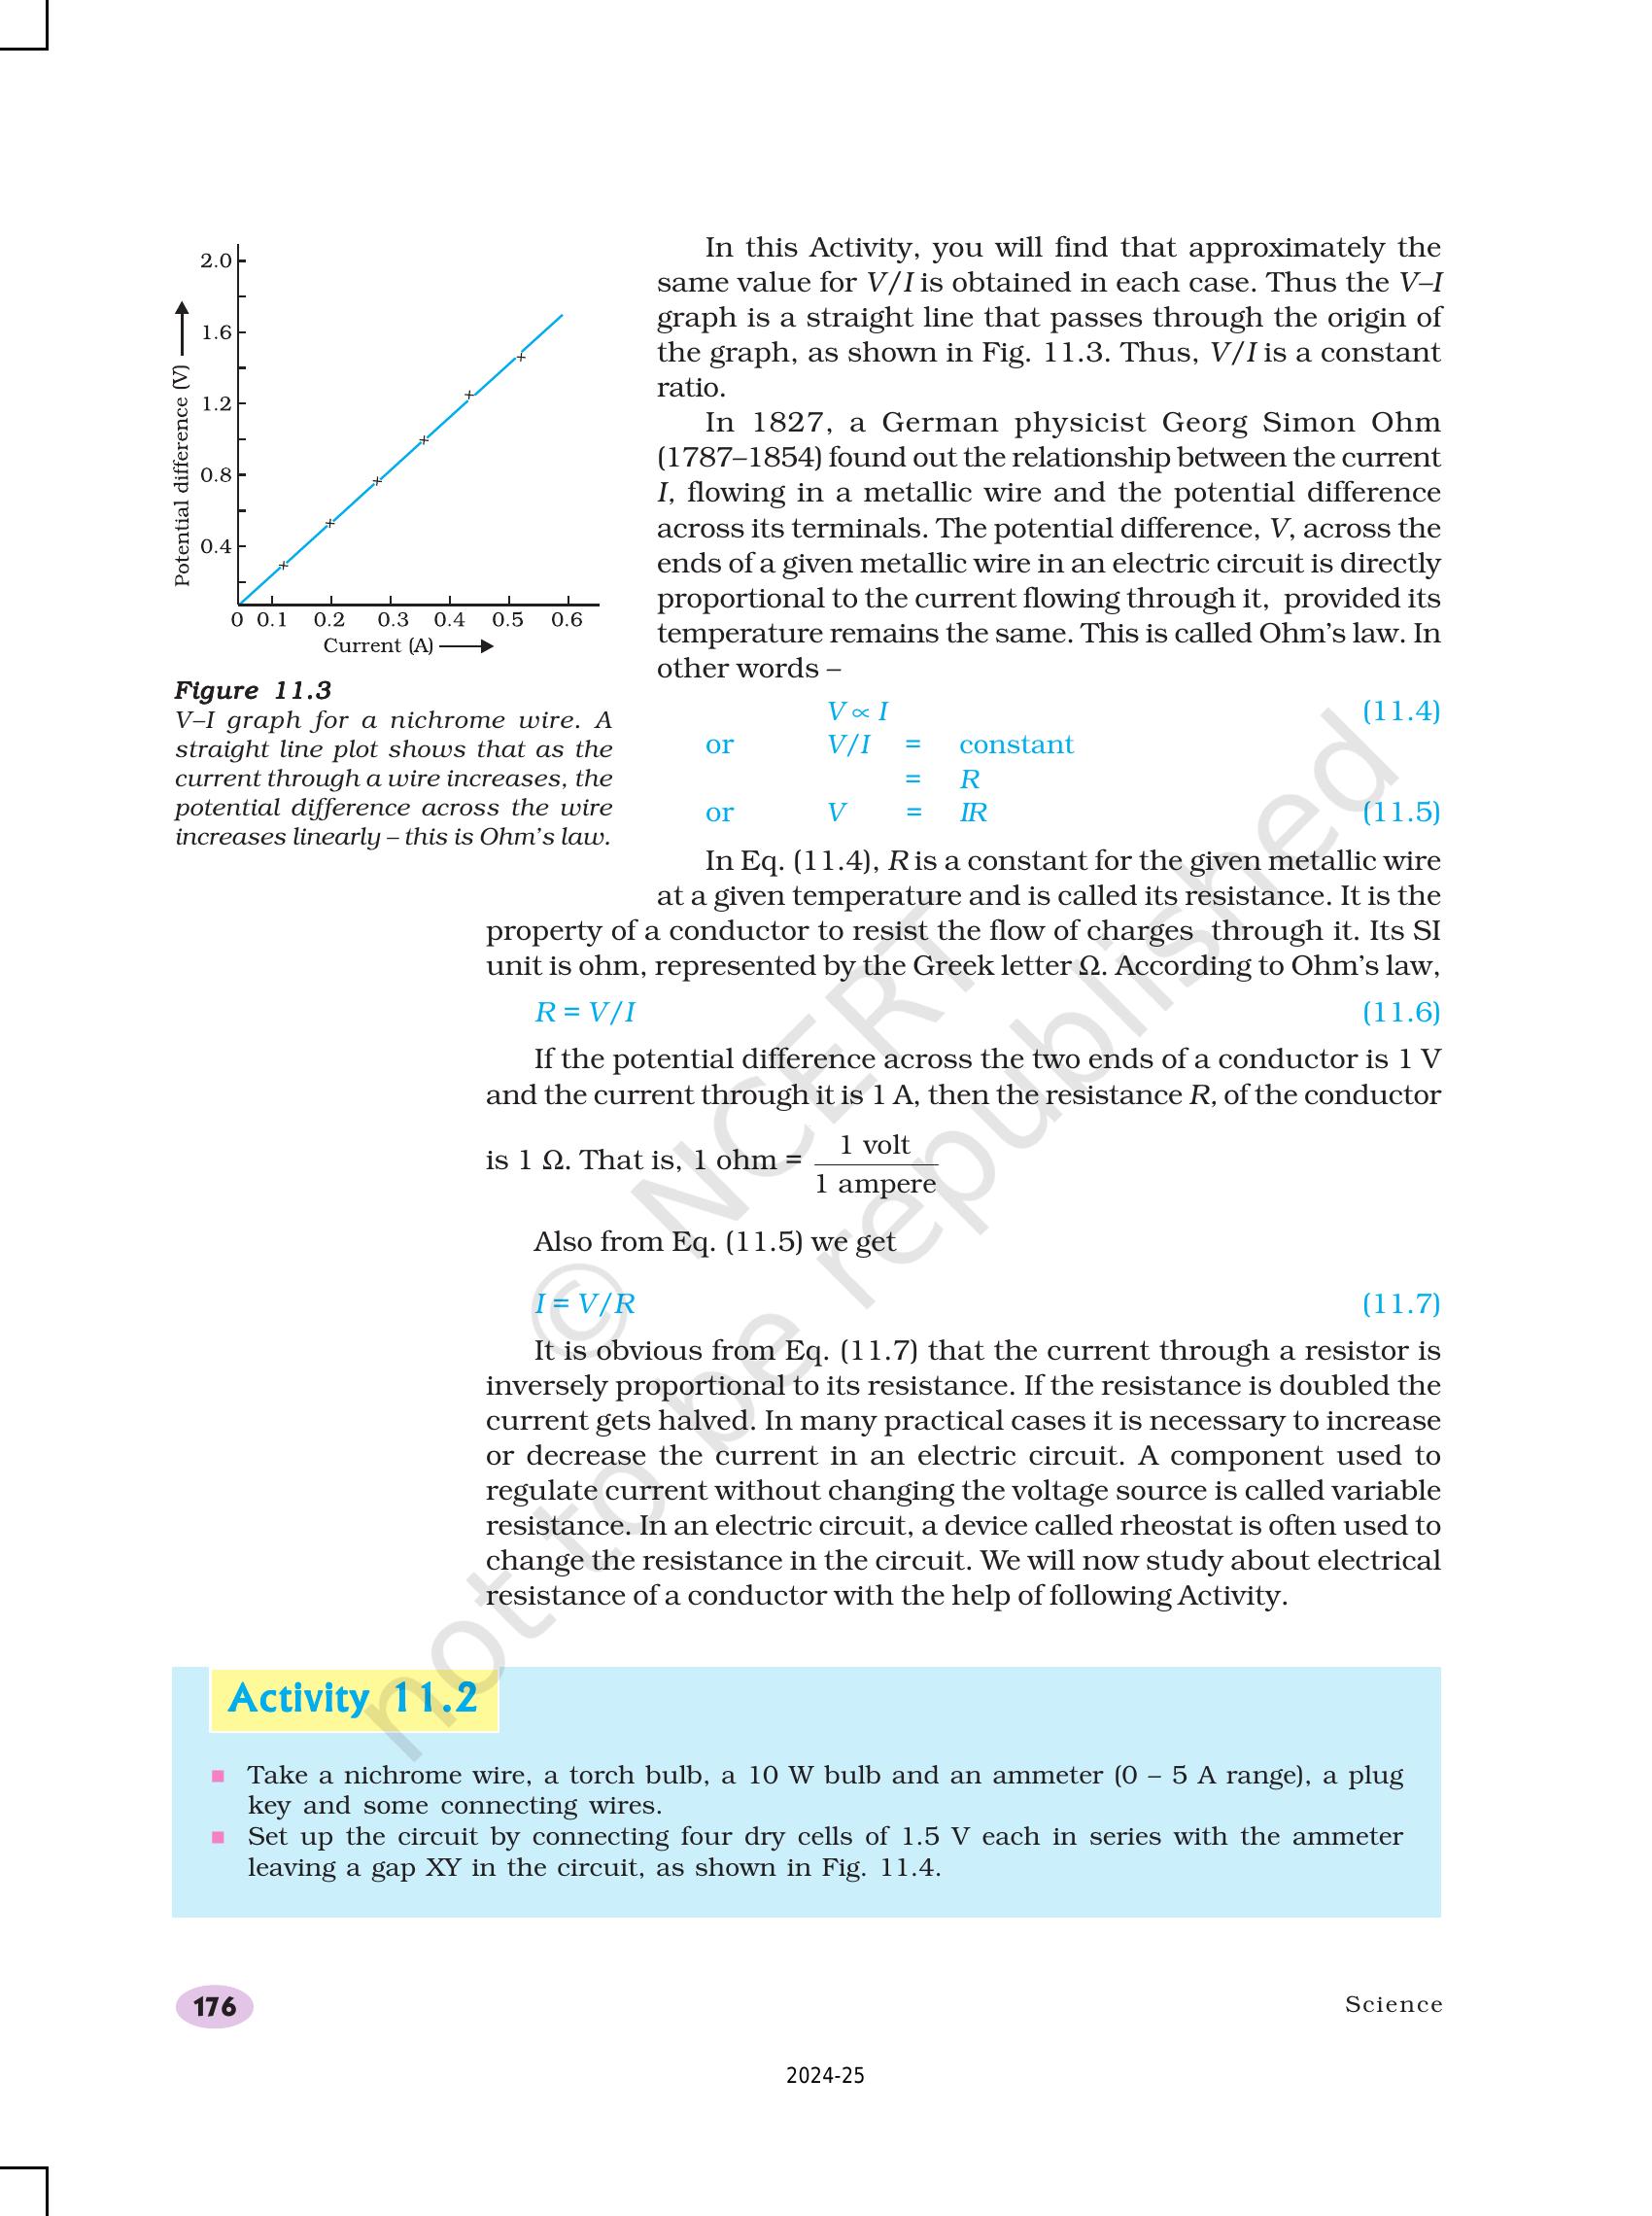 2.0
1.6
1.2
0.8
0.4
0 0.1 0.2 0.3 0.4 0.5 0.6
Potential difference (V)
Current (A)
Figure 11.3
V–I graph for a nichrome wire. A
straight line plot shows that as the
current through a wire increases, the
potential difference across the wire
increases linearly – this is Ohm's law.
In this Activity, you will find that approximately the
same value for V/I is obtained in each case. Thus the V–I
graph is a straight line that passes through the origin of
the graph, as shown in Fig. 11.3. Thus, V/I is a constant
ratio.
In 1827, a German physicist Georg Simon Ohm
(1787–1854) found out the relationship between the current
I, flowing in a metallic wire and the potential difference
across its terminals. The potential difference, V, across the
ends of a given metallic wire in an electric circuit is directly
proportional to the current flowing through it, provided its
temperature remains the same. This is called Ohm's law. In
other words –
V ∝ I (11.4)
or V/I = constant
= R
or V = IR (11.5)
In Eq. (11.4), R is a constant for the given metallic wire
at a given temperature and is called its resistance. It is the
property of a conductor to resist the flow of charges through it. Its SI
unit is ohm, represented by the Greek letter Ω. According to Ohm's law,
R = V/I (11.6)
If the potential difference across the two ends of a conductor is 1 V
and the current through it is 1 A, then the resistance R, of the conductor
is 1 Ω. That is, 1 ohm = 1 volt / 1 ampere
Also from Eq. (11.5) we get
I = V/R (11.7)
It is obvious from Eq. (11.7) that the current through a resistor is
inversely proportional to its resistance. If the resistance is doubled the
current gets halved. In many practical cases it is necessary to increase
or decrease the current in an electric circuit. A component used to
regulate current without changing the voltage source is called variable
resistance. In an electric circuit, a device called rheostat is often used to
change the resistance in the circuit. We will now study about electrical
resistance of a conductor with the help of following Activity.
© NCERT
not to be republished
Activity 11.2
■ Take a nichrome wire, a torch bulb, a 10 W bulb and an ammeter (0 – 5 A range), a plug
key and some connecting wires.
■ Set up the circuit by connecting four dry cells of 1.5 V each in series with the ammeter
leaving a gap XY in the circuit, as shown in Fig. 11.4.
176
Science
2024-25